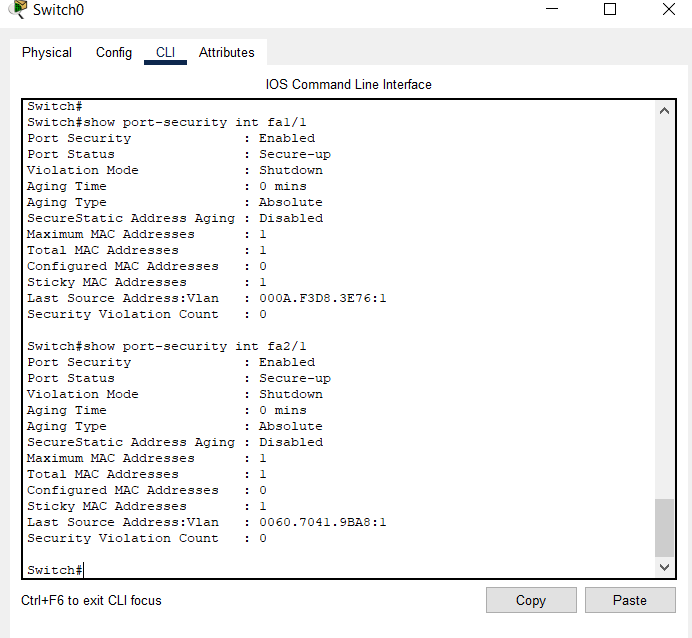 Switch0
Physical Config CLI Attributes
IOS Command Line Interface
Switch#
Switch#show port-security int fa1/1
Port Security : Enabled
Port Status : Secure-up
Violation Mode : Shutdown
Aging Time : 0 mins
Aging Type : Absolute
SecureStatic Address Aging : Disabled
Maximum MAC Addresses : 1
Total MAC Addresses : 1
Configured MAC Addresses : 0
Sticky MAC Addresses : 1
Last Source Address:Vlan : 000A.F3D8.3E76:1
Security Violation Count : 0
Switch#show port-security int fa2/1
Port Security : Enabled
Port Status : Secure-up
Violation Mode : Shutdown
Aging Time : 0 mins
Aging Type : Absolute
SecureStatic Address Aging : Disabled
Maximum MAC Addresses : 1
Total MAC Addresses : 1
Configured MAC Addresses : 0
Sticky MAC Addresses : 1
Last Source Address:Vlan : 0060.7041.9BA8:1
Security Violation Count : 0
Switch#
Ctrl+F6 to exit CLI focus Copy Paste